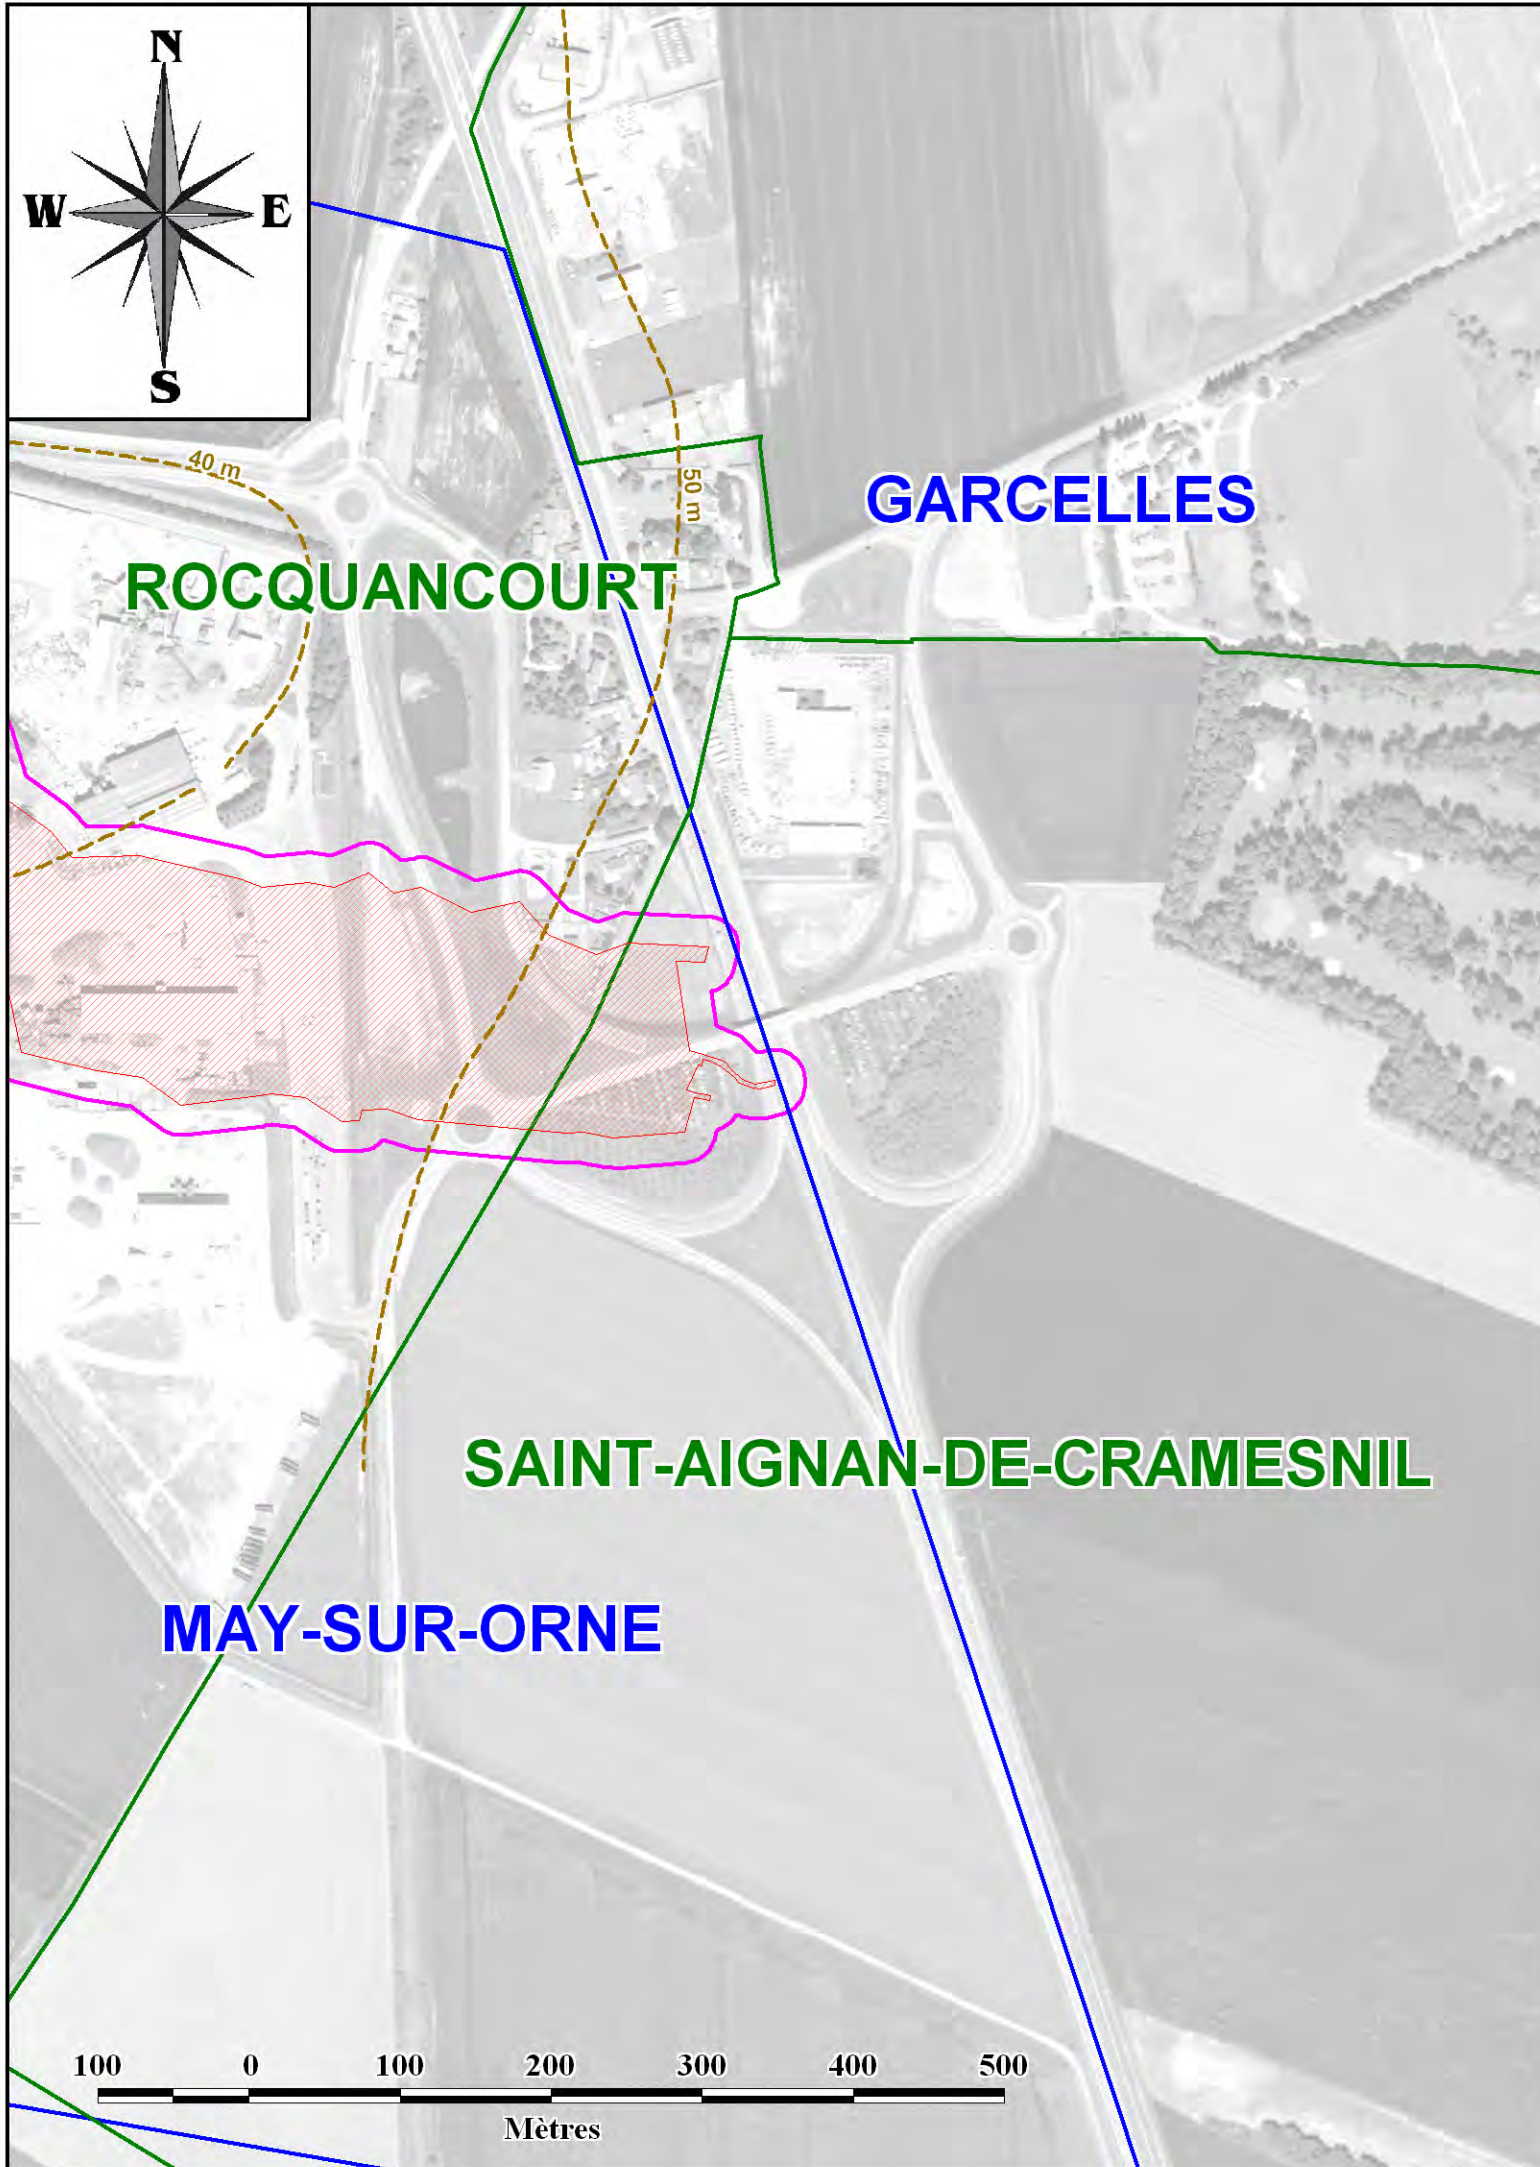 N
W E
S
40 m
50 m
GARCELLES
ROCQUANCOURT
SAINT-AIGNAN-DE-CRAMESNIL
MAY-SUR-ORNE
100 0 100 200 300 400 500
Mètres